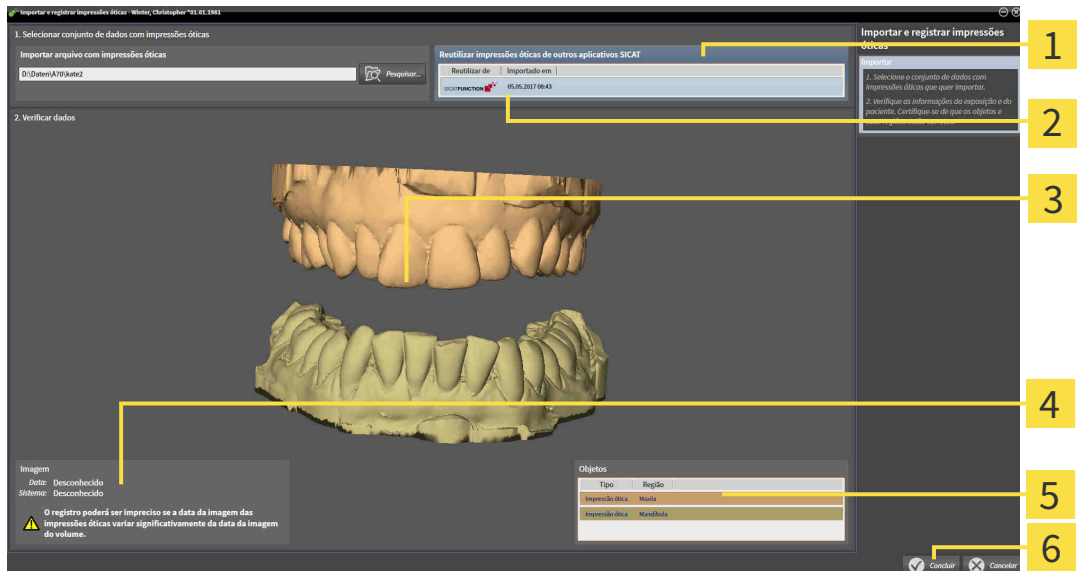 Importar e registrar impressões óticas - Winter, Christopher *01.01.1981
1. Selecionar conjunto de dados com impressões óticas
Importar arquivo com impressões óticas
D:\Daten\A70\kate2
Pesquisar...
Reutilizar impressões óticas de outros aplicativos SICAT
Reutilizar de
Importado em
SICAT FUNCTION
05.05.2017 08:43
2. Verificar dados
Imagem
Data: Desconhecido
Sistema: Desconhecido
O registro poderá ser impreciso se a data da imagem das
impressões óticas variar significativamente da data da imagem
do volume.
Objetos
Tipo
Região
Impressão ótica
Maxila
Impressão ótica
Mandíbula
Importar e registrar impressões
óticas
Importar
1. Selecione o conjunto de dados com
impressões óticas que quer importar.
2. Verifique as informações da exposição e do
paciente. Certifique-se de que os objetos e
Concluir
Cancelar
1
2
3
4
5
6